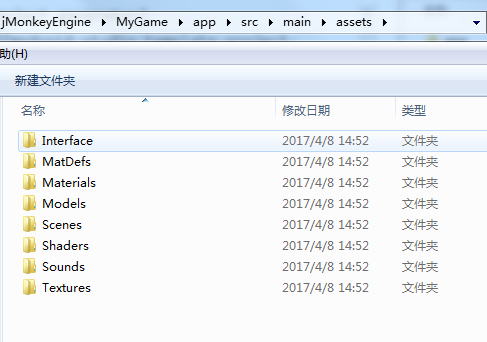 jMonkeyEngine ▸ MyGame ▸ app ▸ src ▸ main ▸ assets ▸
助(H)
新建文件夹
名称 修改日期 类型
Interface 2017/4/8 14:52 文件夹
MatDefs 2017/4/8 14:52 文件夹
Materials 2017/4/8 14:52 文件夹
Models 2017/4/8 14:52 文件夹
Scenes 2017/4/8 14:52 文件夹
Shaders 2017/4/8 14:52 文件夹
Sounds 2017/4/8 14:52 文件夹
Textures 2017/4/8 14:52 文件夹